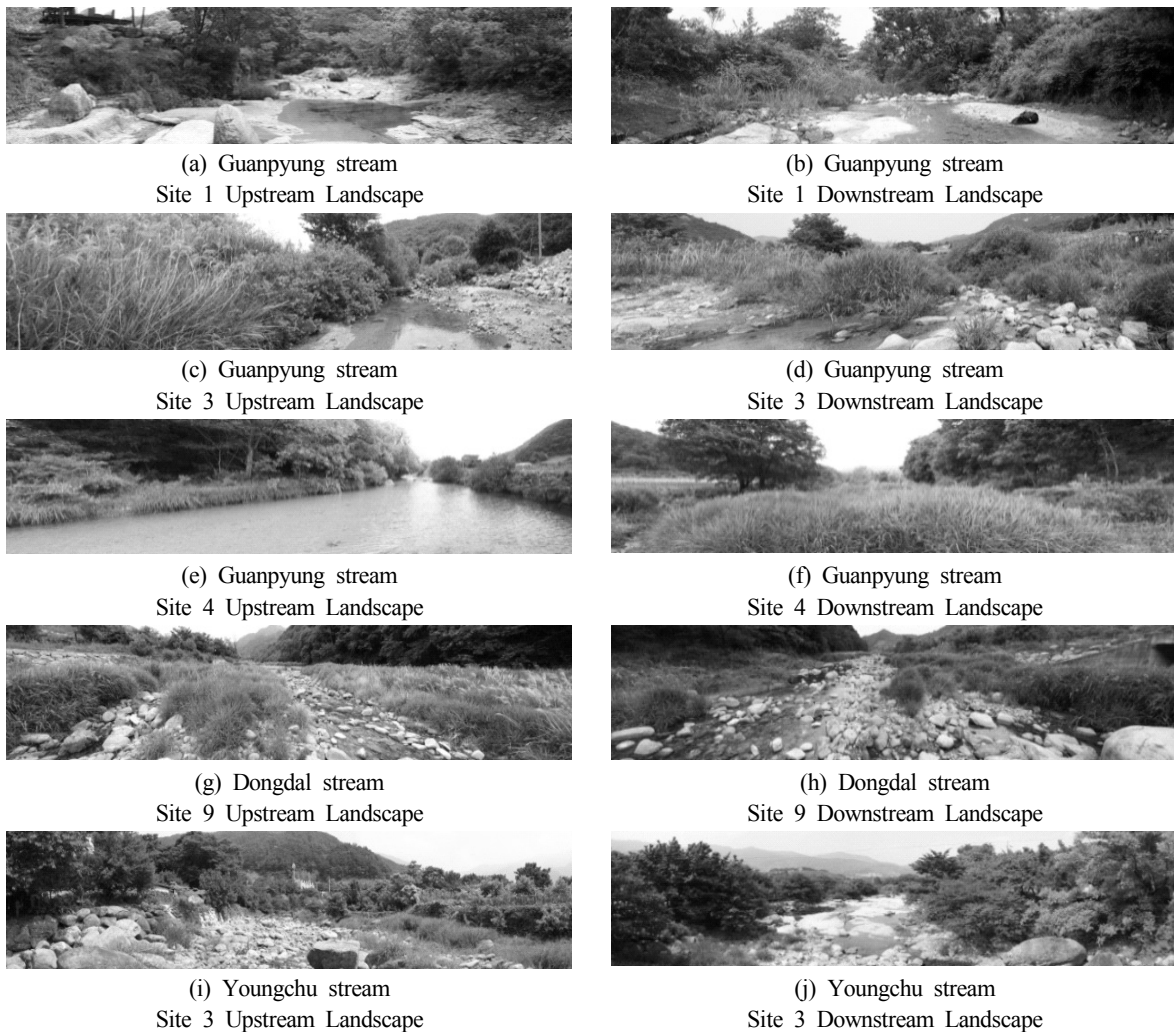 (a) Guanpyung stream
Site 1 Upstream Landscape
(b) Guanpyung stream
Site 1 Downstream Landscape
(c) Guanpyung stream
Site 3 Upstream Landscape
(d) Guanpyung stream
Site 3 Downstream Landscape
(e) Guanpyung stream
Site 4 Upstream Landscape
(f) Guanpyung stream
Site 4 Downstream Landscape
(g) Dongdal stream
Site 9 Upstream Landscape
(h) Dongdal stream
Site 9 Downstream Landscape
(i) Youngchu stream
Site 3 Upstream Landscape
(j) Youngchu stream
Site 3 Downstream Landscape